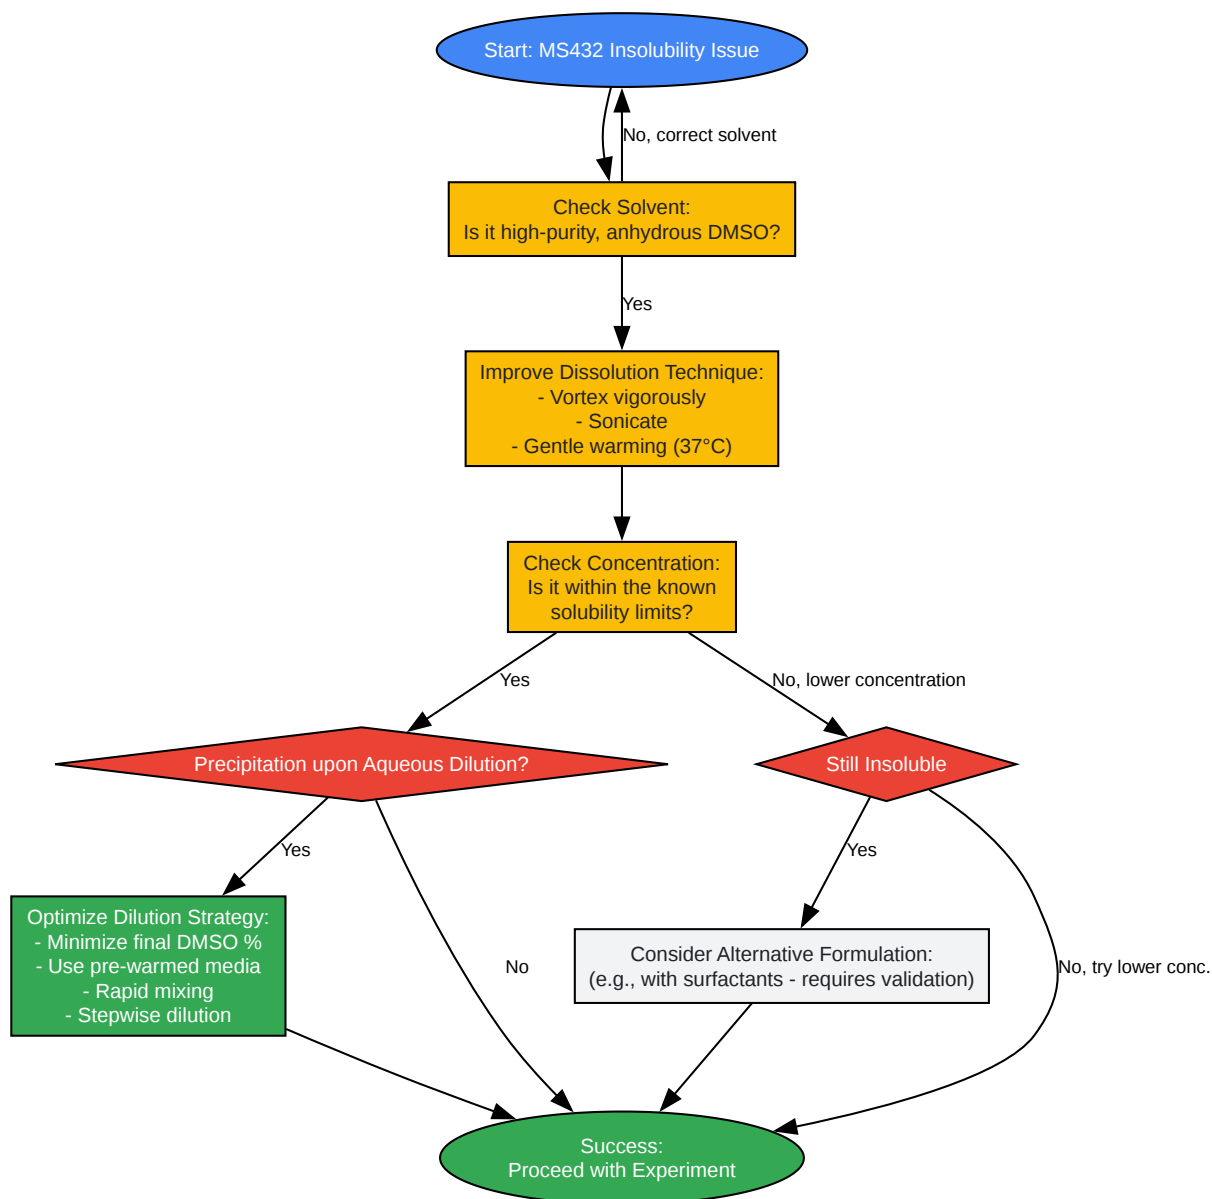 Start: MS432 Insolubility Issue
No, correct solvent
Check Solvent:
Is it high-purity, anhydrous DMSO?
Yes
Improve Dissolution Technique:
- Vortex vigorously
- Sonicate
- Gentle warming (37°C)
Check Concentration:
Is it within the known
solubility limits?
Yes
No, lower concentration
Precipitation upon Aqueous Dilution?
Still Insoluble
Yes
Yes
Optimize Dilution Strategy:
- Minimize final DMSO %
- Use pre-warmed media
- Rapid mixing
- Stepwise dilution
No
Consider Alternative Formulation:
(e.g., with surfactants - requires validation)
No, try lower conc.
Success:
Proceed with Experiment